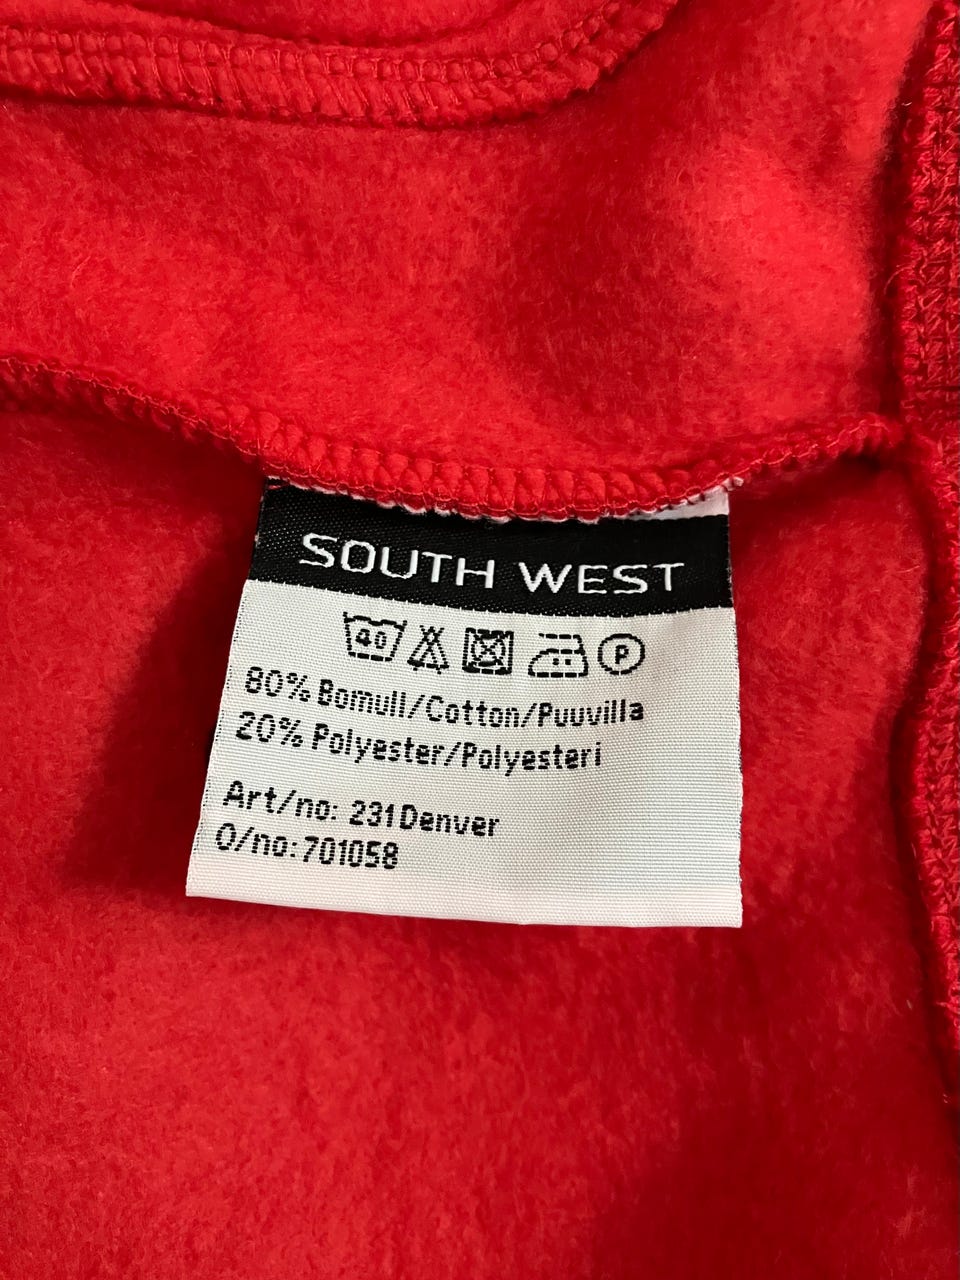 SOUTH WEST
40 P
80% Bomull/Cotton/Puuvilla
20% Polyester/Polyesteri
Art/no: 231Denver
O/no:701058